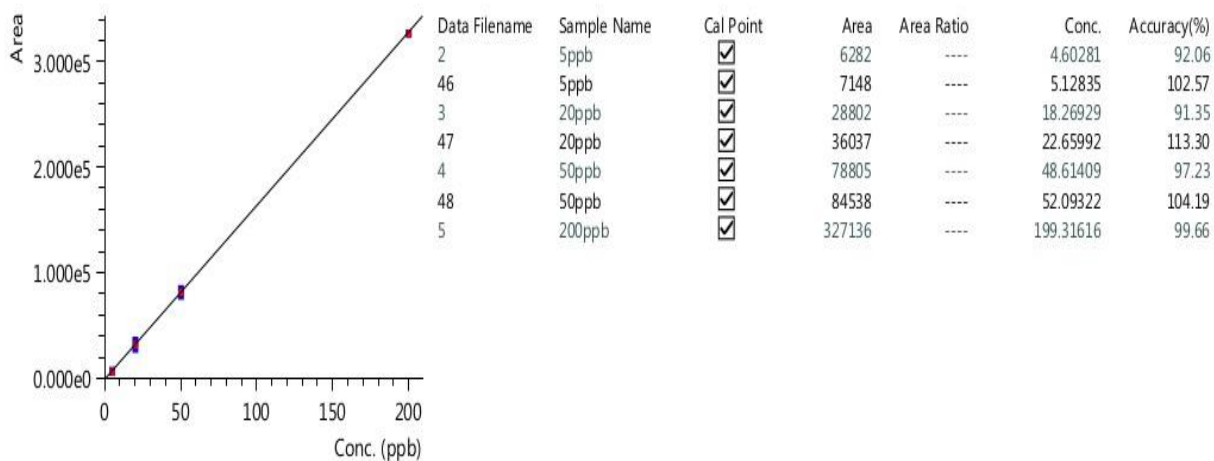 Area
3.000e5
2.000e5
1.000e5
0.000e0
0 50 100 150 200
Conc. (ppb)
Data Filename Sample Name Cal Point Area Area Ratio Conc. Accuracy(%)
2 5ppb 6282 ---- 4.60281 92.06
46 5ppb 7148 ---- 5.12835 102.57
3 20ppb 28802 ---- 18.26929 91.35
47 20ppb 36037 ---- 22.65992 113.30
4 50ppb 78805 ---- 48.61409 97.23
48 50ppb 84538 ---- 52.09322 104.19
5 200ppb 327136 ---- 199.31616 99.66